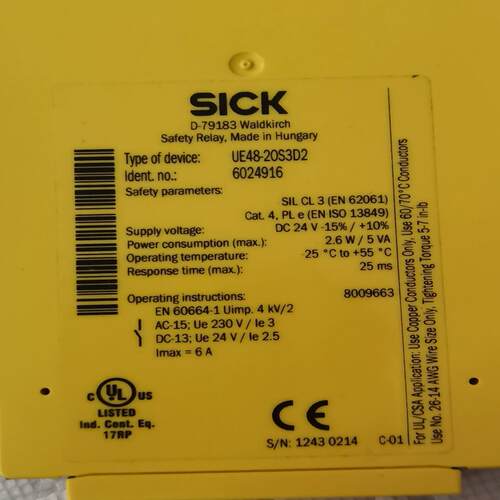 SICK
D-79183 Waldkirch
Safety Relay, Made in Hungary
Type of device: UE48-2OS3D2
Ident. no.: 6024916
Safety parameters:
SIL CL 3 (EN 62061)
Cat. 4, PL e (EN ISO 13849)
Supply voltage: DC 24 V -15% / +10%
Power consumption (max.): 2.6 W / 5 VA
Operating temperature: -25 °C to +55 °C
Response time (max.): 25 ms
Operating instructions: 8009663
EN 60664-1 Uimp. 4 kV/2
AC-15; Ue 230 V / Ie 3
DC-13; Ue 24 V / Ie 2.5
Imax = 6 A
C UL US
LISTED
Ind. Cont. Eq.
17RP
CE
S/N: 1243 0214 C-01
For UL/CSA Application: Use Copper Conductors Only, Use 60/70°C Conductors
Use No. 26-14 AWG Wire Size Only, Tightening Torque 5-7 in-lb